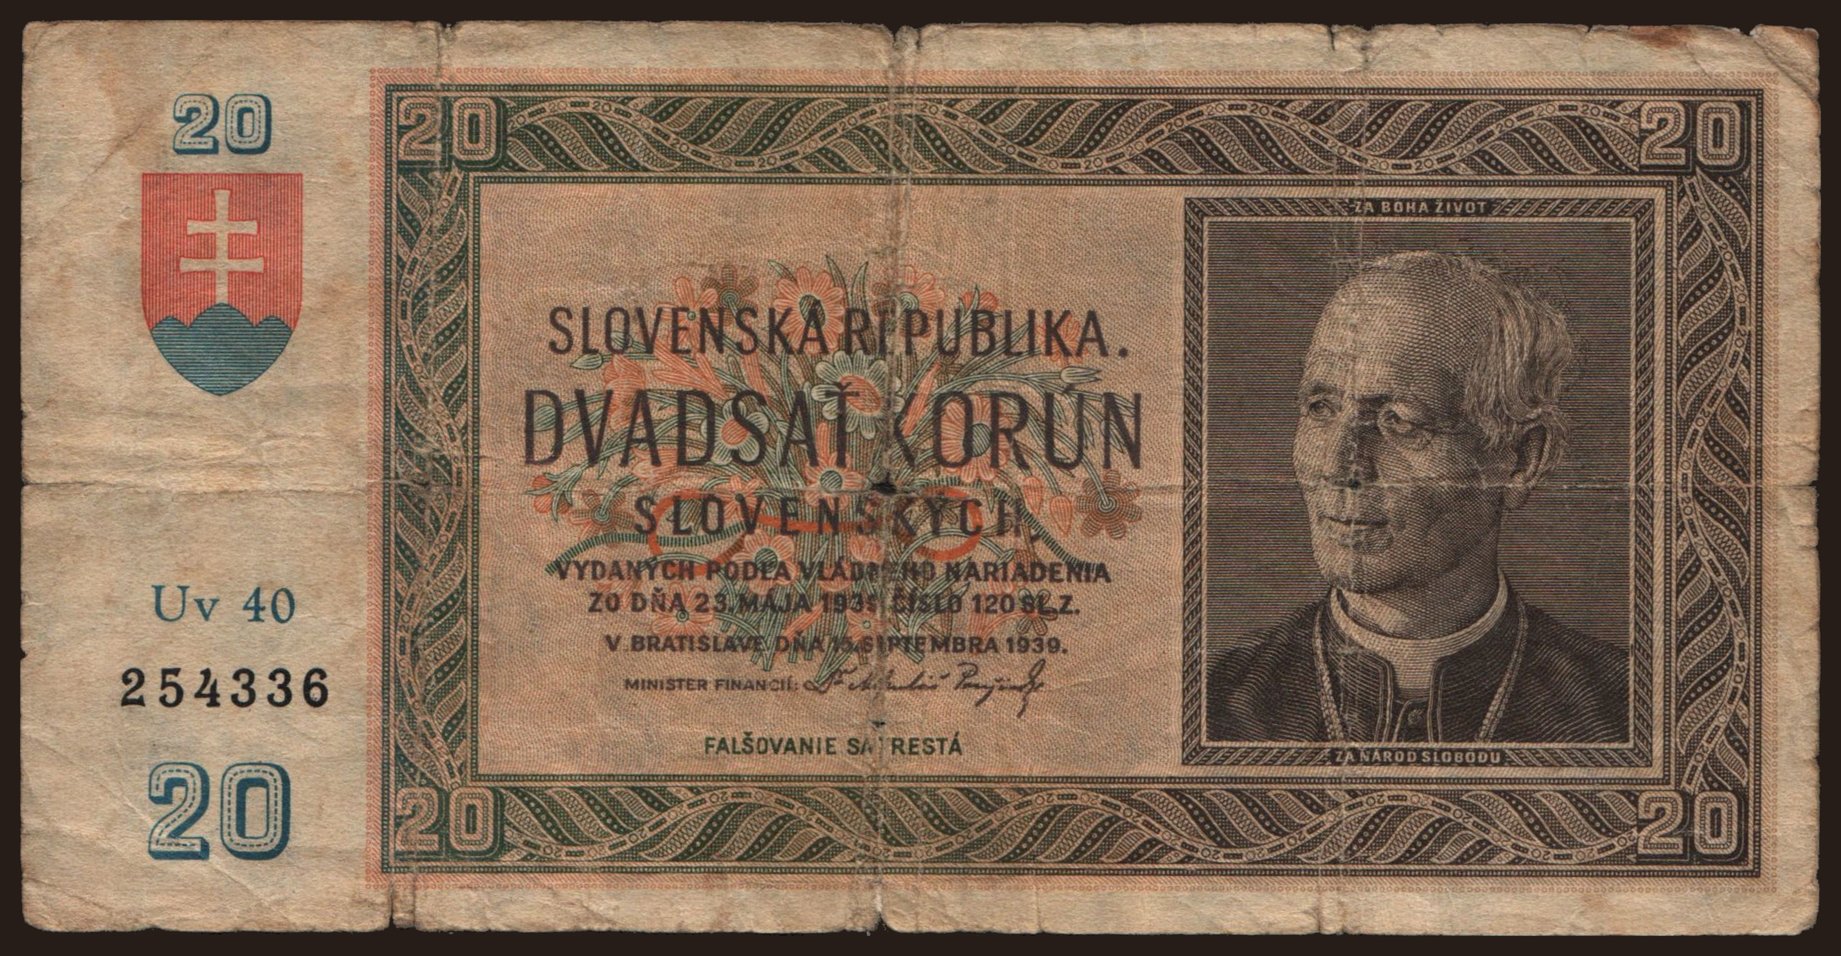 20
20
20
ZA BOHA ŽIVOT
SLOVENSKÁ REPUBLIKA.
DVADSAŤ KORÚN
SLOVENSKÝCH,
VYDANÝCH PODĽA VLÁDNEHO NARIADENIA
ZO DŇA 23. MÁJA 1939 ČÍSLO 120 SL. Z.
V BRATISLAVE DŇA 15. SEPTEMBRA 1939.
MINISTER FINANCIÍ:
FALŠOVANIE SA TRESTÁ
ZA NÁROD SLOBODU
Uv 40
254336
20
20
20